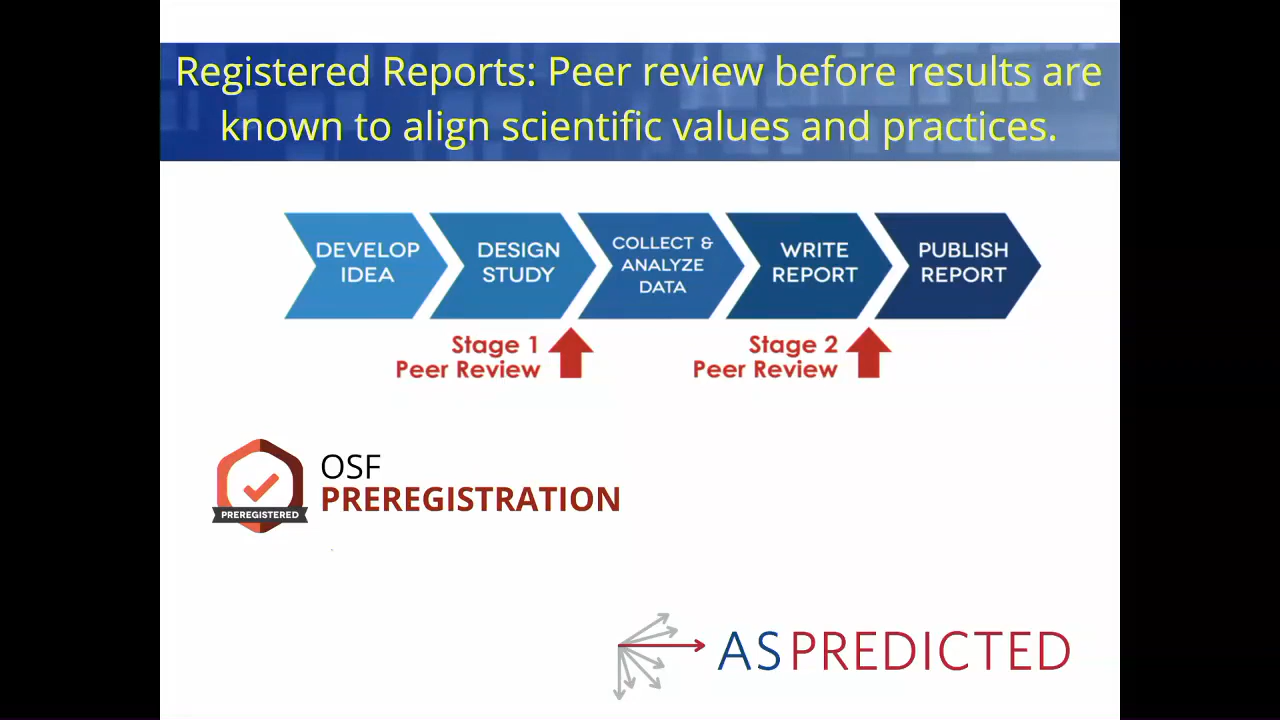 Registered Reports: Peer review before results are
known to align scientific values and practices.
DEVELOP
IDEA
DESIGN
STUDY
COLLECT &
ANALYZE
DATA
WRITE
REPORT
PUBLISH
REPORT
Stage 1
Peer Review
Stage 2
Peer Review
PREREGISTERED
OSF
PREREGISTRATION
ASPREDICTED